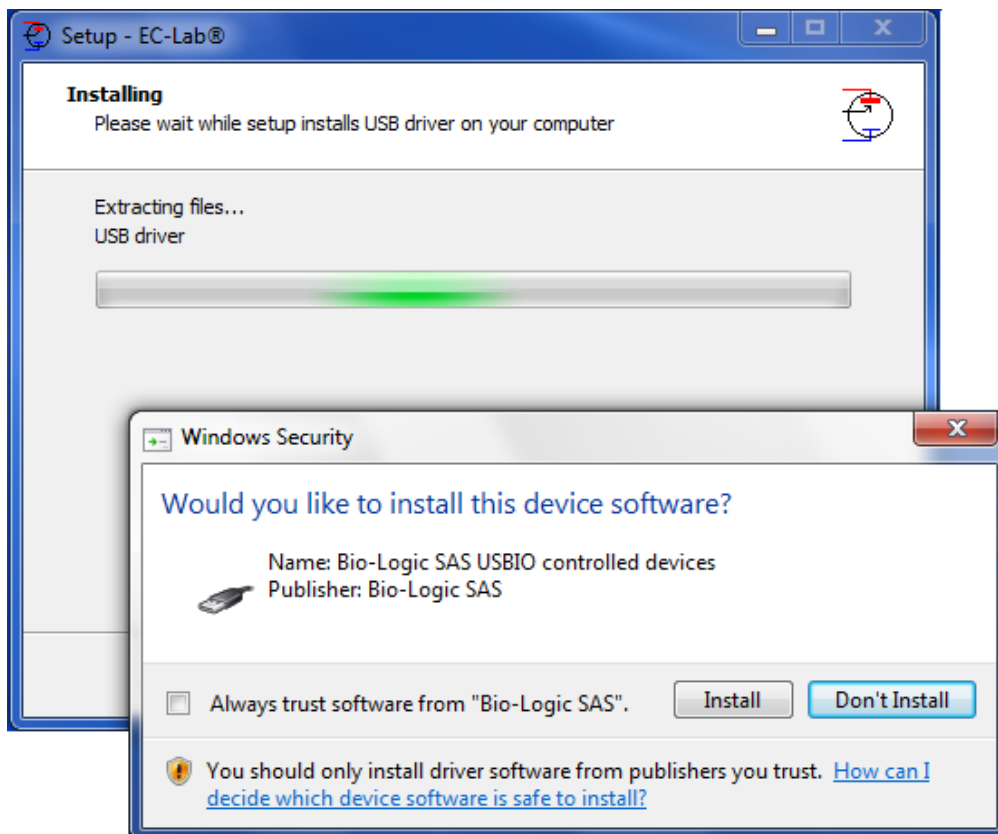 Setup - EC-Lab®
Installing
Please wait while setup installs USB driver on your computer
Extracting files...
USB driver
Windows Security
Would you like to install this device software?
Name: Bio-Logic SAS USBIO controlled devices
Publisher: Bio-Logic SAS
Always trust software from "Bio-Logic SAS".
Install
Don't Install
You should only install driver software from publishers you trust. How can I
decide which device software is safe to install?